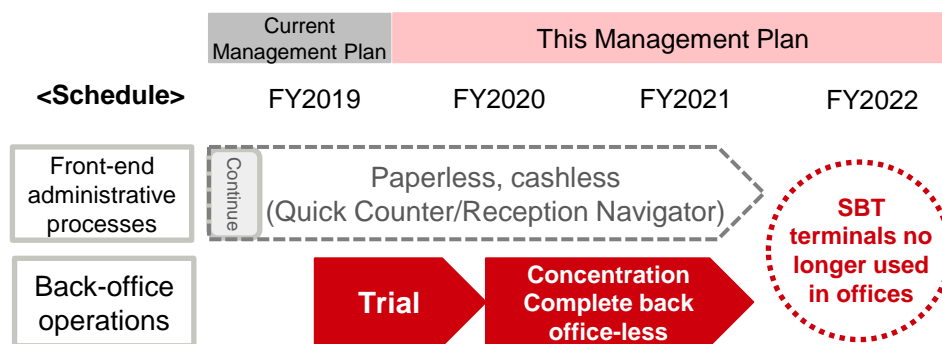 Current
Management Plan
This Management Plan
<Schedule>
FY2019
FY2020
FY2021
FY2022
Front-end
administrative
processes
Continue
Paperless, cashless
(Quick Counter/Reception Navigator)
SBT
terminals no
longer used
in offices
Back-office
operations
Trial
Concentration
Complete back
office-less